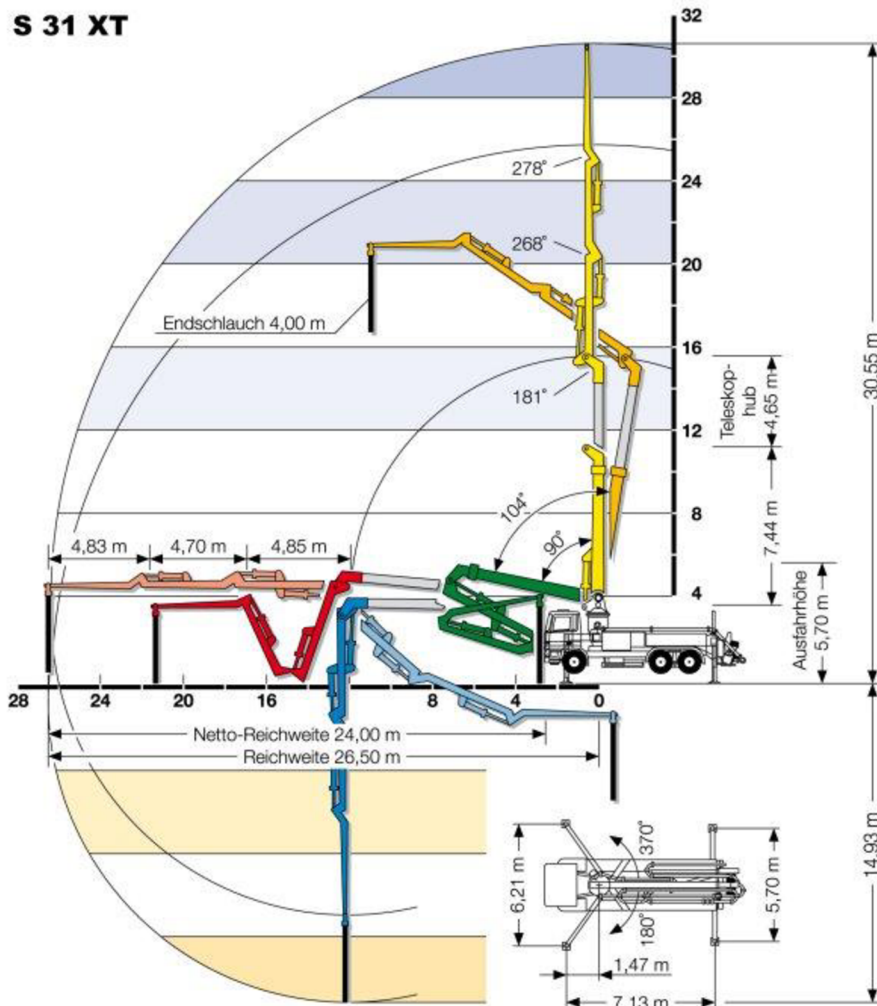 S 31 XT
32
28
24
20
16
12
8
4
278°
268°
181°
104°
90°
Endschlauch 4,00 m
Teleskop-
hub
4,65 m
7,44 m
30,55 m
4,83 m
4,70 m
4,85 m
Ausfahrhöhe
5,70 m
28
24
20
16
12
8
4
0
Netto-Reichweite 24,00 m
Reichweite 26,50 m
14,93 m
6,21 m
370°
180°
5,70 m
1,47 m
7,13 m